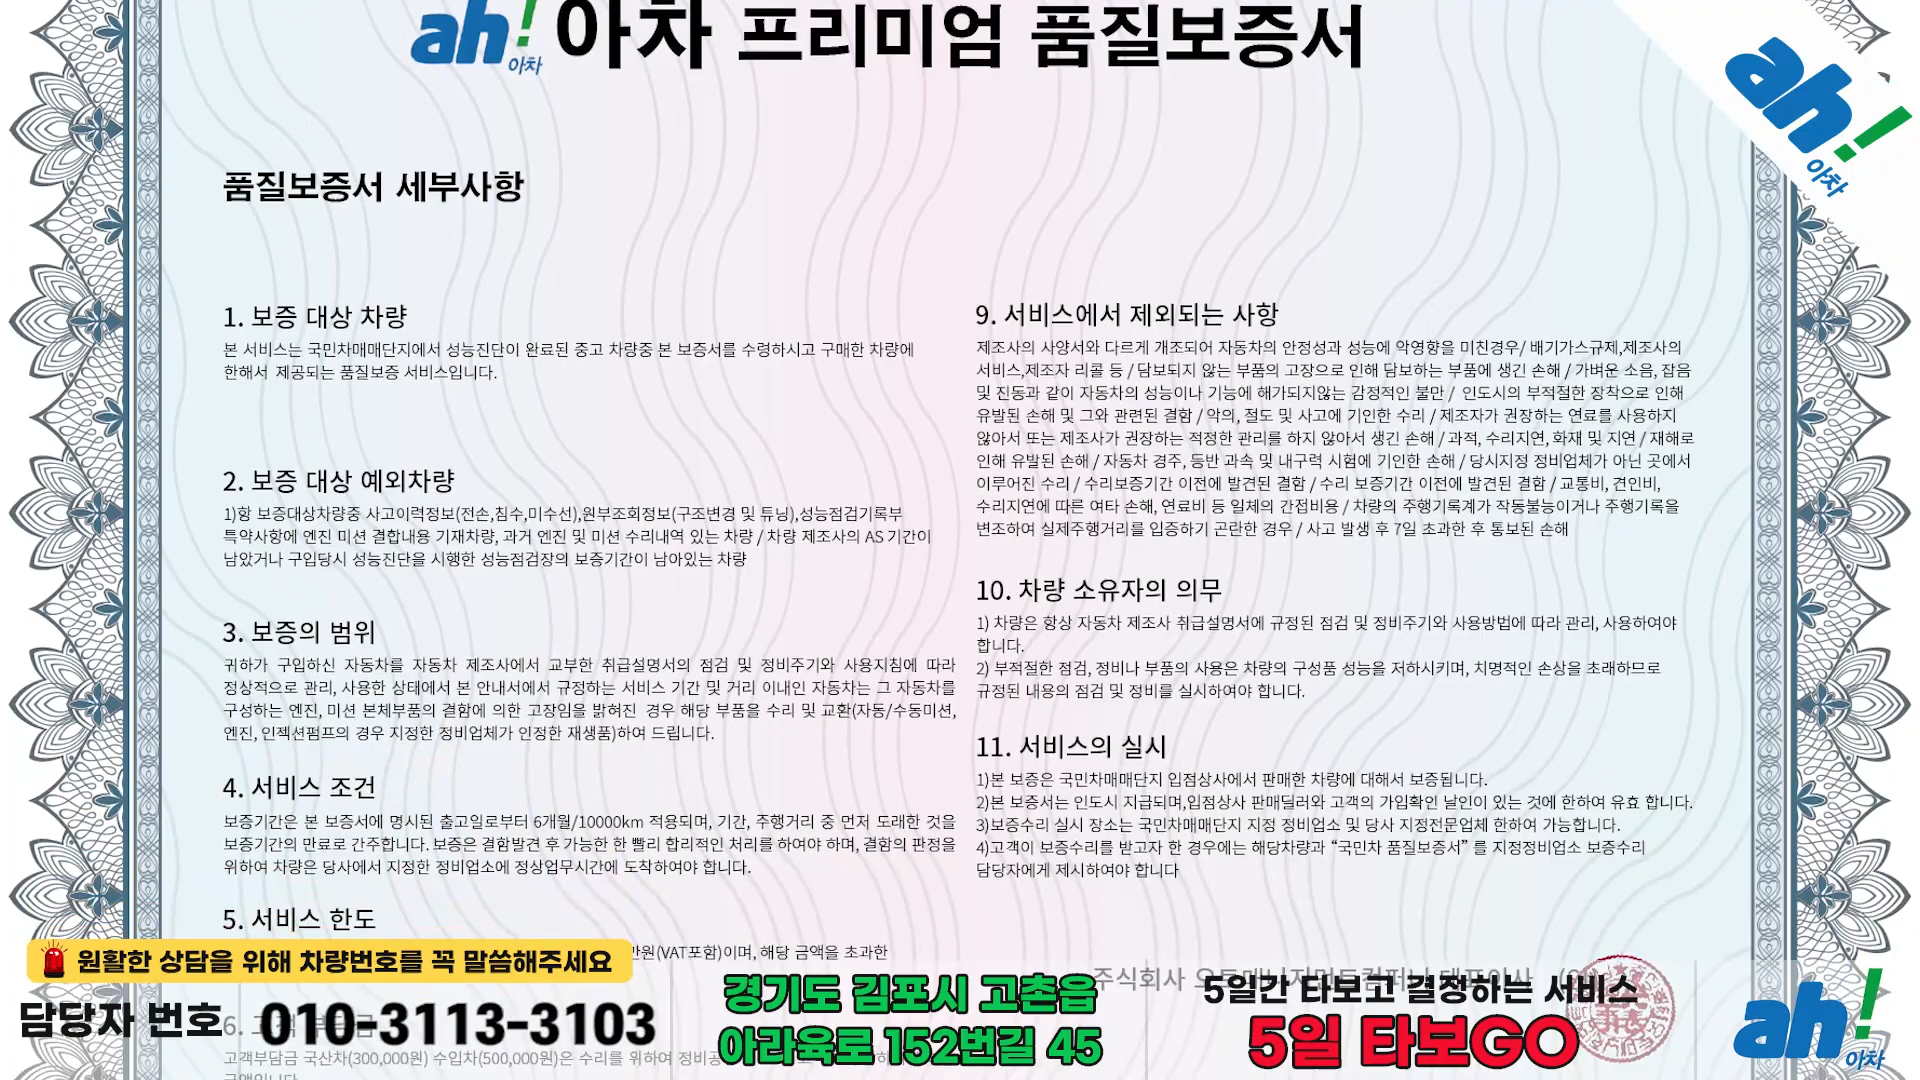 ah! 아차 아차 프리미엄 품질보증서
ah!
아차
품질보증서 세부사항
1. 보증 대상 차량
본 서비스는 국민차매매단지에서 성능진단이 완료된 중고 차량중 본 보증서를 수령하시고 구매한 차량에
한해서 제공되는 품질보증 서비스입니다.
2. 보증 대상 예외차량
1)항 보증대상차량중 사고이력정보(전손,침수,미수선),원부조회정보(구조변경 및 튜닝),성능점검기록부
특약사항에 엔진 미션 결합내용 기재차량, 과거 엔진 및 미션 수리내역 있는 차량 / 차량 제조사의 AS 기간이
남았거나 구입당시 성능진단을 시행한 성능점검장의 보증기간이 남아있는 차량
3. 보증의 범위
귀하가 구입하신 자동차를 자동차 제조사에서 교부한 취급설명서의 점검 및 정비주기와 사용지침에 따라
정상적으로 관리, 사용한 상태에서 본 안내서에서 규정하는 서비스 기간 및 거리 이내인 자동차는 그 자동차를
구성하는 엔진, 미션 본체부품의 결함에 의한 고장임을 밝혀진 경우 해당 부품을 수리 및 교환(자동/수동미션,
엔진, 인젝션펌프의 경우 지정한 정비업체가 인정한 재생품)하여 드립니다.
4. 서비스 조건
보증기간은 본 보증서에 명시된 출고일로부터 6개월/10000km 적용되며, 기간, 주행거리 중 먼저 도래한 것을
보증기간의 만료로 간주합니다. 보증은 결함발견 후 가능한 한 빨리 합리적인 처리를 하여야 하며, 결함의 판정을
위하여 차량은 당사에서 지정한 정비업소에 정상업무시간에 도착하여야 합니다.
5. 서비스 한도
만원(VAT포함)이며, 해당 금액을 초과한
6. 고객 부담금
고객부담금 국산차(300,000원) 수입차(500,000원)은 수리를 위하여
9. 서비스에서 제외되는 사항
제조사의 사양서와 다르게 개조되어 자동차의 안정성과 성능에 악영향을 미친경우/ 배기가스규제,제조사의
서비스,제조자 리콜 등 / 담보되지 않는 부품의 고장으로 인해 담보하는 부품에 생긴 손해 / 가벼운 소음, 잡음
및 진동과 같이 자동차의 성능이나 기능에 해가되지않는 감정적인 불만 / 인도시의 부적절한 장착으로 인해
유발된 손해 및 그와 관련된 결함 / 악의, 절도 및 사고에 기인한 수리 / 제조자가 권장하는 연료를 사용하지
않아서 또는 제조사가 권장하는 적정한 관리를 하지 않아서 생긴 손해 / 과적, 수리지연, 화재 및 지연 / 재해로
인해 유발된 손해 / 자동차 경주, 등반 과속 및 내구력 시험에 기인한 손해 / 당시지정 정비업체가 아닌 곳에서
이루어진 수리 / 수리보증기간 이전에 발견된 결함 / 수리 보증기간 이전에 발견된 결함 / 교통비, 견인비,
수리지연에 따른 여타 손해, 연료비 등 일체의 간접비용 / 차량의 주행기록계가 작동불능이거나 주행기록을
변조하여 실제주행거리를 입증하기 곤란한 경우 / 사고 발생 후 7일 초과한 후 통보된 손해
10. 차량 소유자의 의무
1) 차량은 항상 자동차 제조사 취급설명서에 규정된 점검 및 정비주기와 사용방법에 따라 관리, 사용하여야
합니다.
2) 부적절한 점검, 정비나 부품의 사용은 차량의 구성품 성능을 저하시키며, 치명적인 손상을 초래하므로
규정된 내용의 점검 및 정비를 실시하여야 합니다.
11. 서비스의 실시
1)본 보증은 국민차매매단지 입점상사에서 판매한 차량에 대해서 보증됩니다.
2)본 보증서는 인도시 지급되며,입점상사 판매딜러와 고객의 가입확인 날인이 있는 것에 한하여 유효 합니다.
3)보증수리 실시 장소는 국민차매매단지 지정 정비업소 및 당사 지정전문업체 한하여 가능합니다.
4)고객이 보증수리를 받고자 한 경우에는 해당차량과 “국민차 품질보증서” 를 지정정비업소 보증수리
담당자에게 제시하여야 합니다
주식회사 대표이사
원활한 상담을 위해 차량번호를 꼭 말씀해주세요
담당자 번호 010-3113-3103
경기도 김포시 고촌읍
아라육로 152번길 45
5일간 타보고 결정하는 서비스
5일 타보GO
ah!
아차